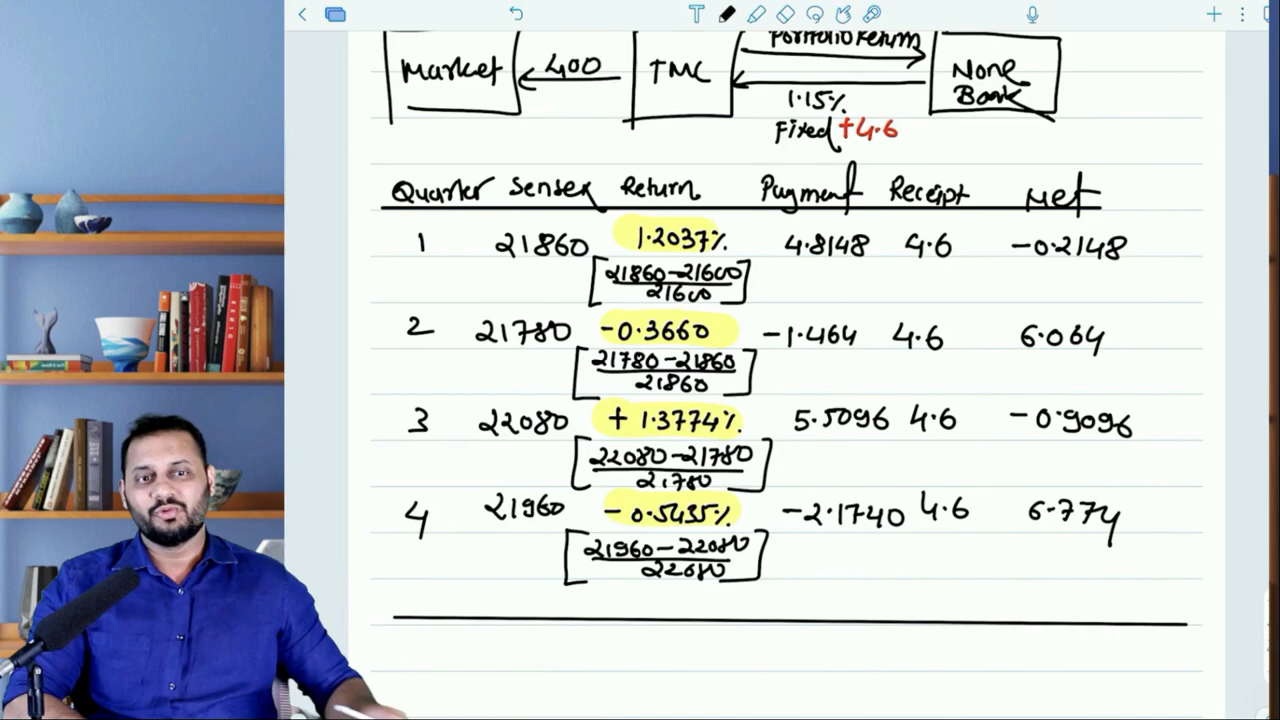 Portfolio Return
Market 400 TMC None
Bank
1.15%
Fixed +4.6
Quarter Sensex Return Payment Receipt Net
1 21860 1.2037% 4.8148 4.6 -0.2148
[21860-21600
21600]
2 21780 -0.3660 -1.464 4.6 6.064
[21780-21860
21860]
3 22080 +1.3774% 5.5096 4.6 -0.9096
[22080-21780
21780]
4 21960 -0.5435% -2.1740 4.6 6.774
[21960-22080
22080]